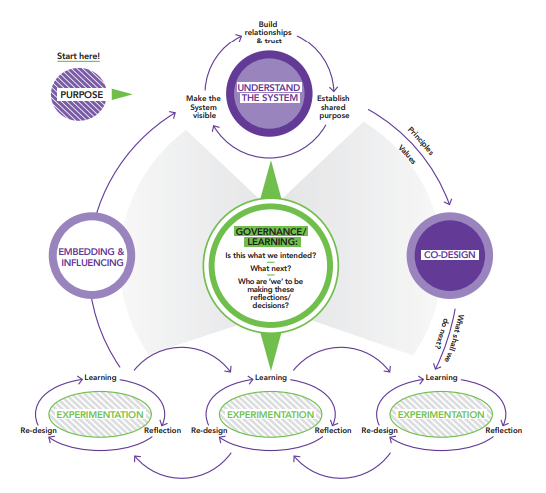 Start here!
PURPOSE
Build
relationships
& trust
UNDERSTAND
THE SYSTEM
Make the
System
visible
Establish
shared
purpose
Principles
Values
GOVERNANCE/
LEARNING:
Is this what we intended?
What next?
Who are ‘we’ to be
making these
reflections/
decisions?
EMBEDDING &
INFLUENCING
CO-DESIGN
What shall we
do next?
Learning
EXPERIMENTATION
Re-design
Reflection
Learning
EXPERIMENTATION
Re-design
Reflection
Learning
EXPERIMENTATION
Re-design
Reflection